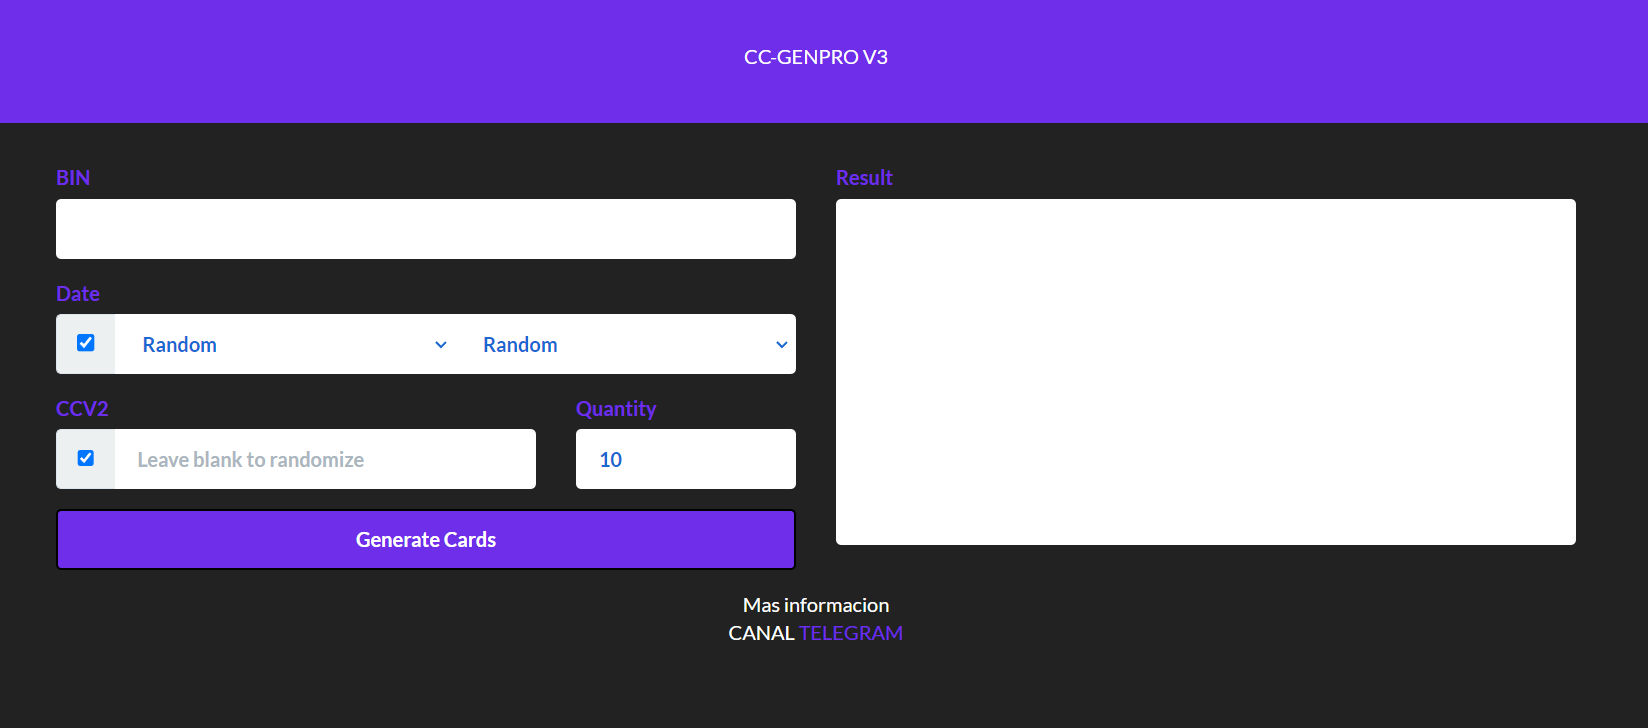 CC-GENPRO V3
BIN
Date
Random Random
CCV2 Quantity
Leave blank to randomize 10
Generate Cards
Result
Mas informacion
CANAL TELEGRAM